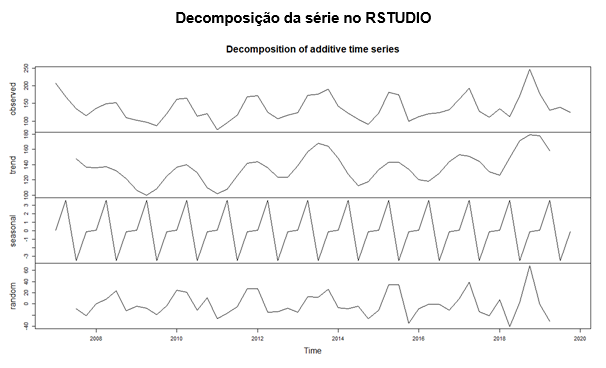 Decomposição da série no RSTUDIO
Decomposition of additive time series
observed
100 150 200 250
trend
100 120 140 160 180
seasonal
-3 -2 -1 0 1 2 3
random
-40 0 20 40 60
2008 2010 2012 2014 2016 2018 2020
Time